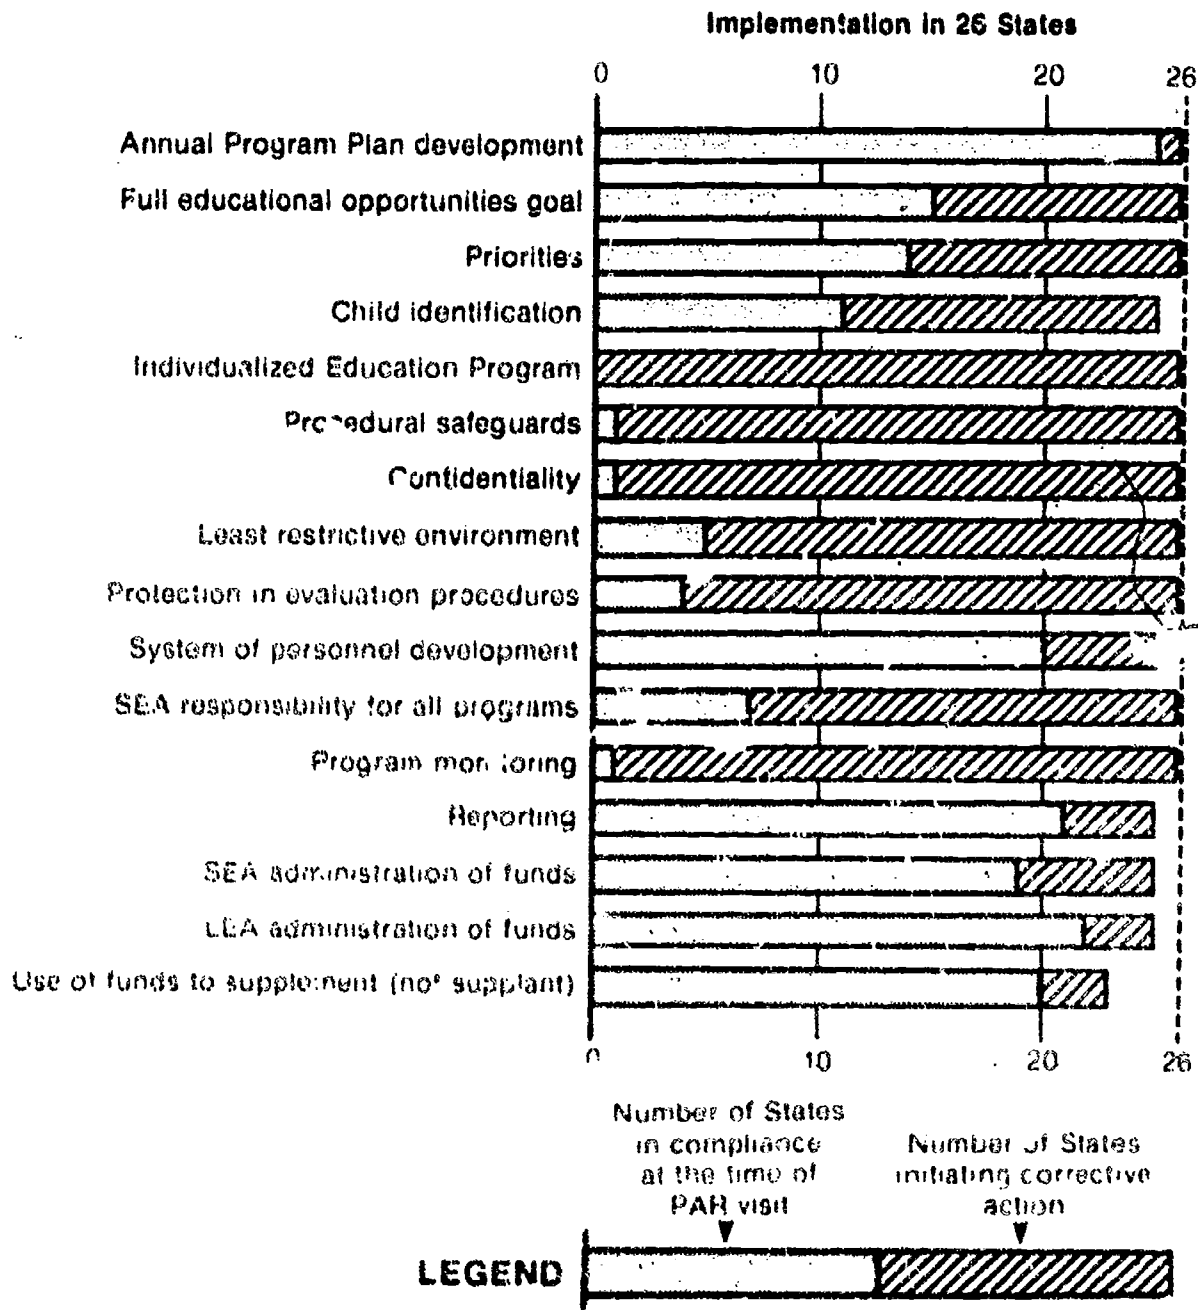 Implementation in 26 States
0 10 20 26
Annual Program Plan development
Full educational opportunities goal
Priorities
Child identification
Individualized Education Program
Procedural safeguards
Confidentiality
Least restrictive environment
Protection in evaluation procedures
System of personnel development
SEA responsibility for all programs
Program monitoring
Reporting
SEA administration of funds
LEA administration of funds
Use of funds to supplement (not supplant)
0 10 20 26
Number of States
in compliance
at the time of
PAR visit
Number of States
initiating corrective
action
LEGEND